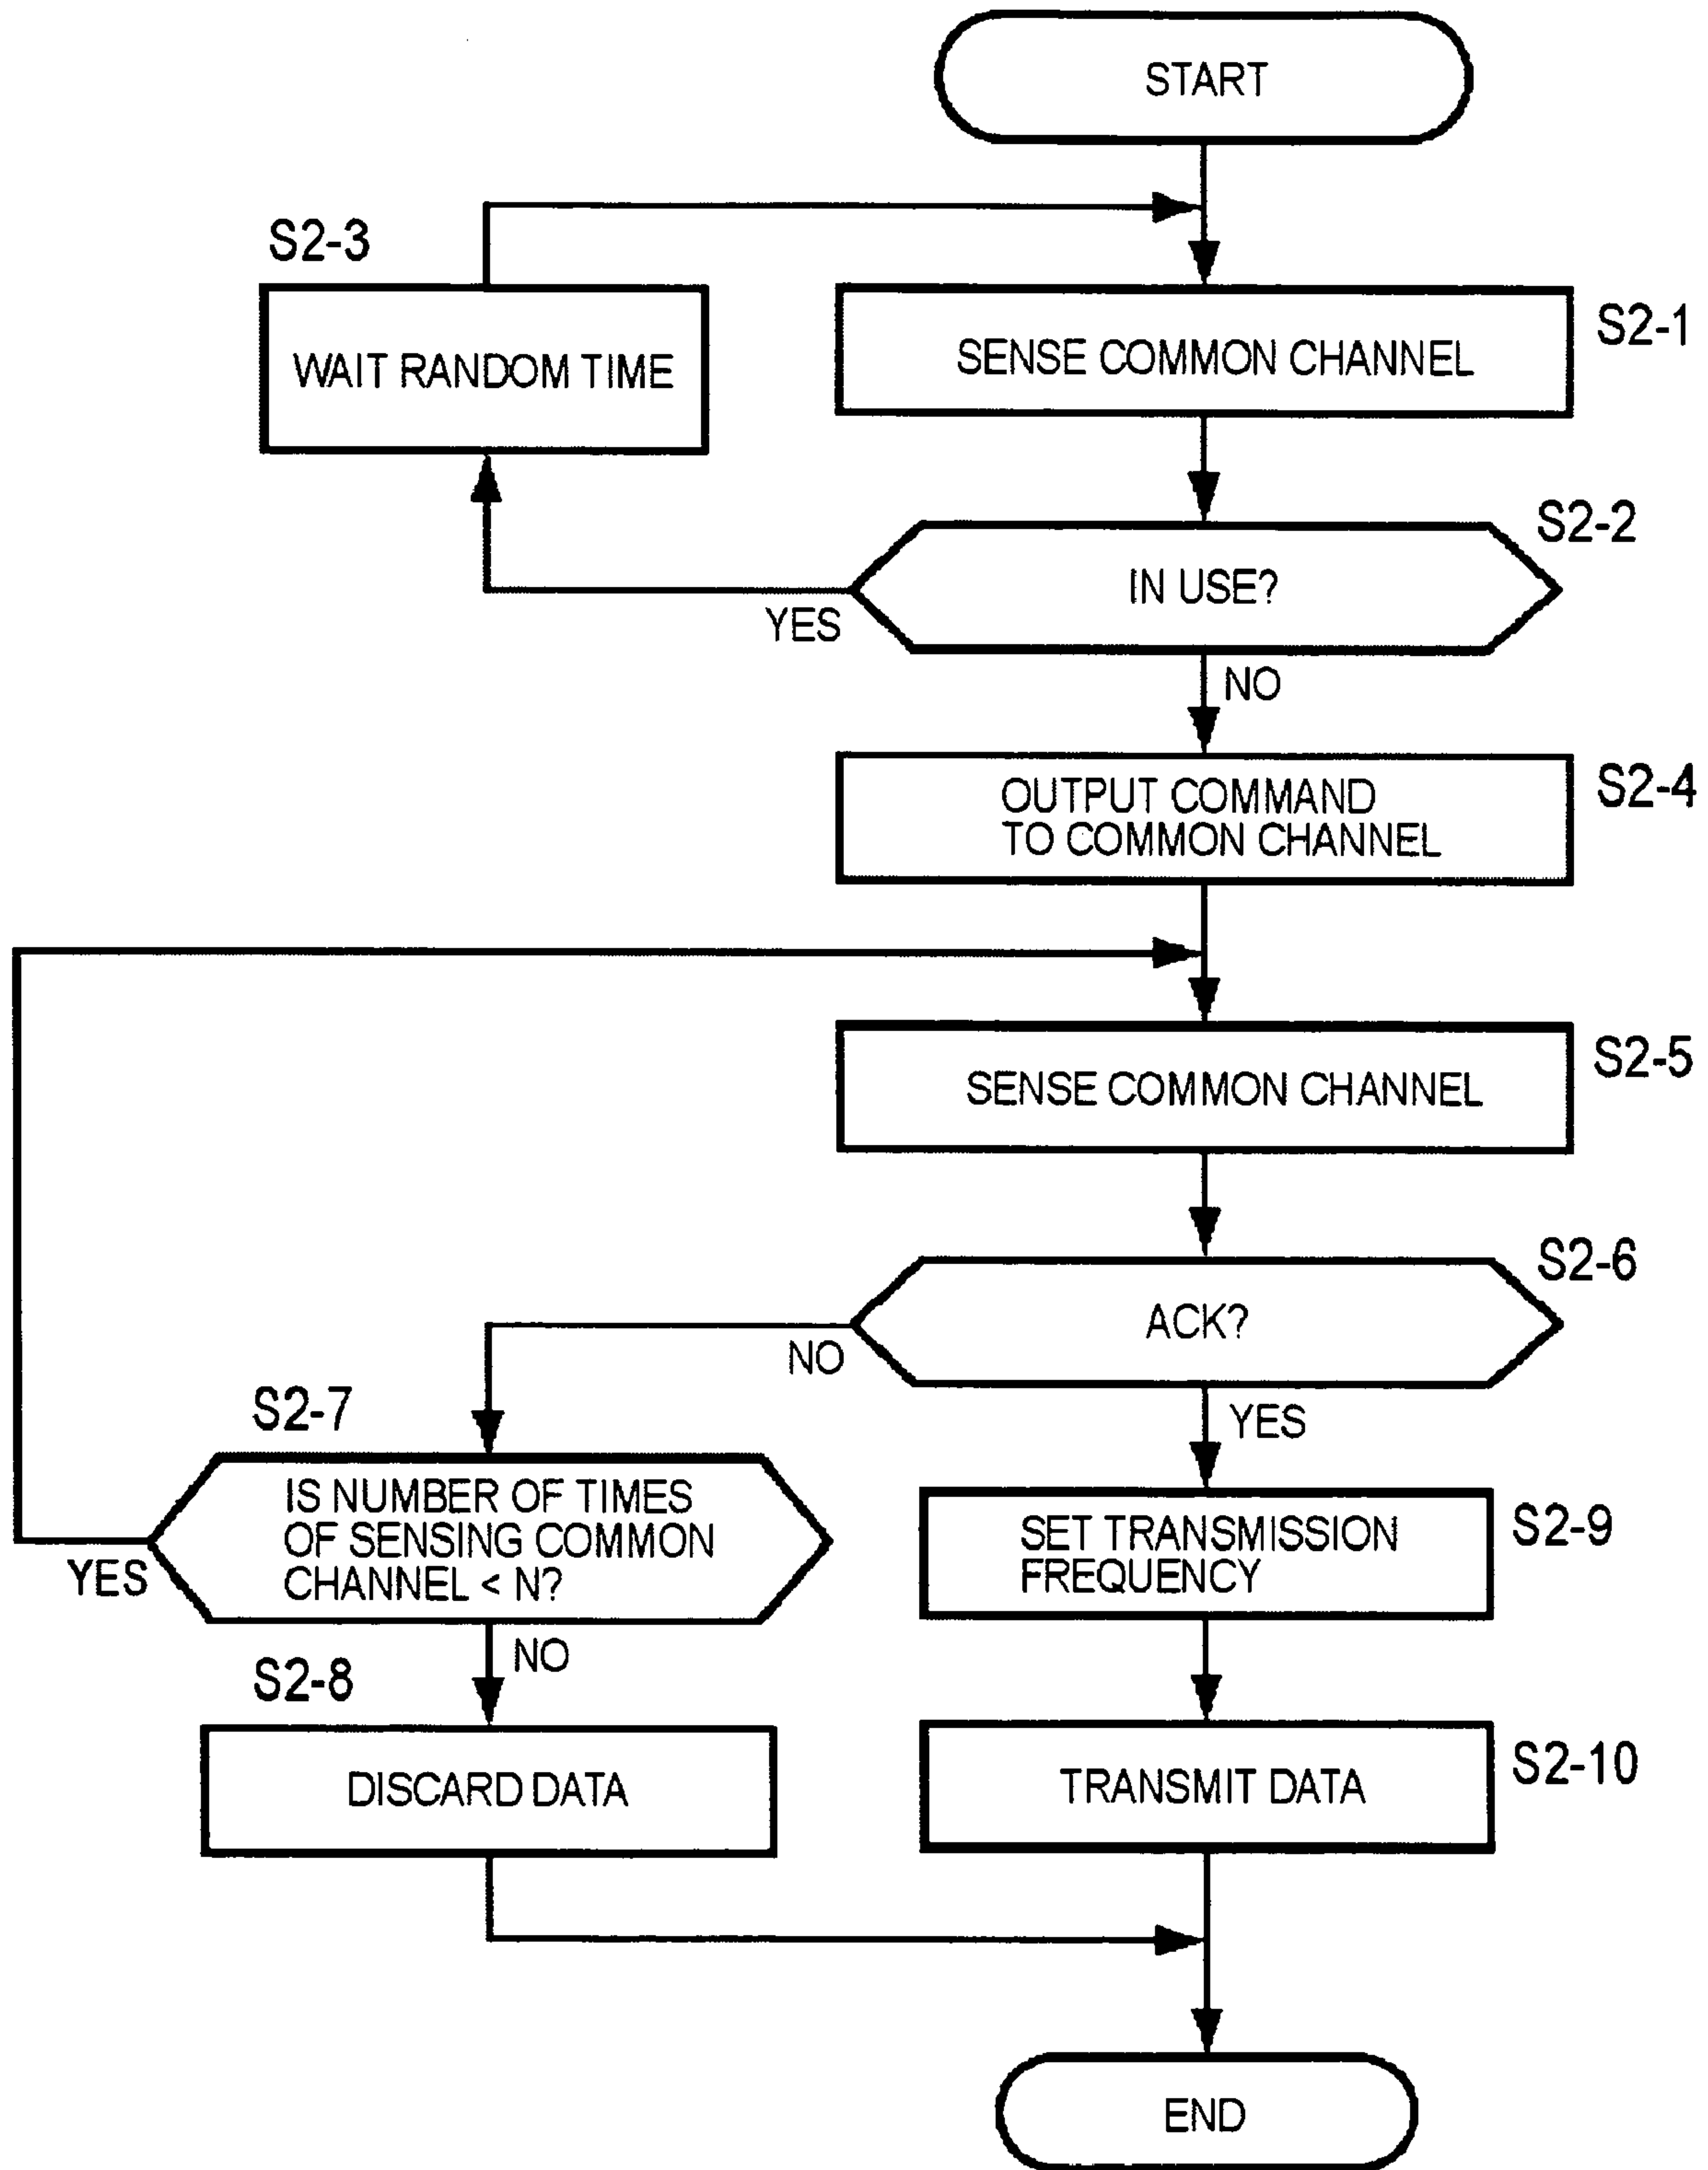 START
S2-3
S2-1
WAIT RANDOM TIME
SENSE COMMON CHANNEL
S2-2
IN USE?
YES
NO
S2-4
OUTPUT COMMAND
TO COMMON CHANNEL
S2-5
SENSE COMMON CHANNEL
S2-6
ACK?
NO
YES
S2-7
IS NUMBER OF TIMES
OF SENSING COMMON
CHANNEL < N?
YES
NO
S2-9
SET TRANSMISSION
FREQUENCY
S2-8
DISCARD DATA
S2-10
TRANSMIT DATA
END